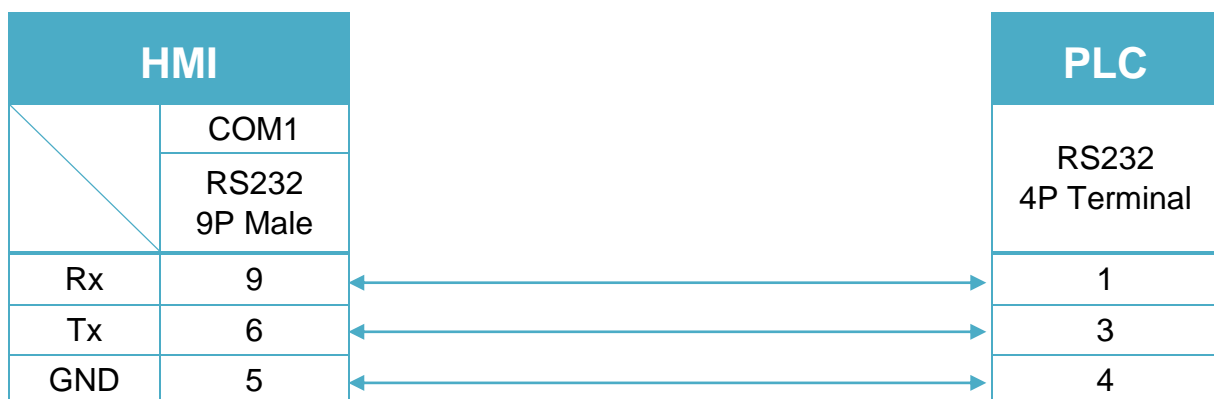 HMI
PLC
COM1
RS232
9P Male
RS232
4P Terminal
Rx 9 1
Tx 6 3
GND 5 4